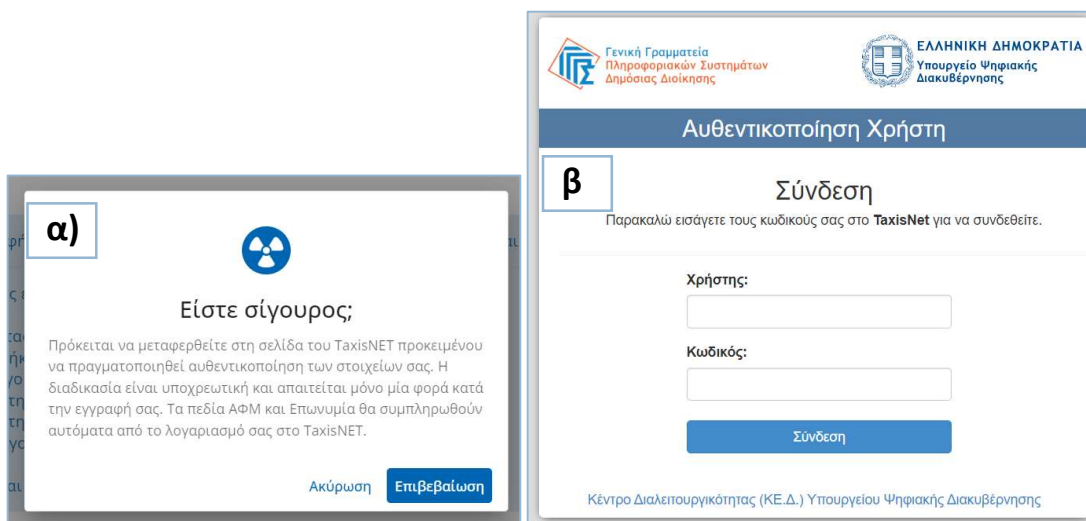 α)
Είστε σίγουρος;
Πρόκειται να μεταφερθείτε στη σελίδα του TaxisNET προκειμένου
να πραγματοποιηθεί αυθεντικοποίηση των στοιχείων σας. Η
διαδικασία είναι υποχρεωτική και απαιτείται μόνο μία φορά κατά
την εγγραφή σας. Τα πεδία ΑΦΜ και Επωνυμία θα συμπληρωθούν
αυτόματα από το λογαριασμό σας στο TaxisNET.
Ακύρωση Επιβεβαίωση
Γενική Γραμματεία
Πληροφοριακών Συστημάτων
Δημόσιας Διοίκησης
ΕΛΛΗΝΙΚΗ ΔΗΜΟΚΡΑΤΙΑ
Υπουργείο Ψηφιακής
Διακυβέρνησης
Αυθεντικοποίηση Χρήστη
β
Σύνδεση
Παρακαλώ εισάγετε τους κωδικούς σας στο TaxisNet για να συνδεθείτε.
Χρήστης:
Κωδικός:
Σύνδεση
Κέντρο Διαλειτουργικότητας (ΚΕ.Δ.) Υπουργείου Ψηφιακής Διακυβέρνησης